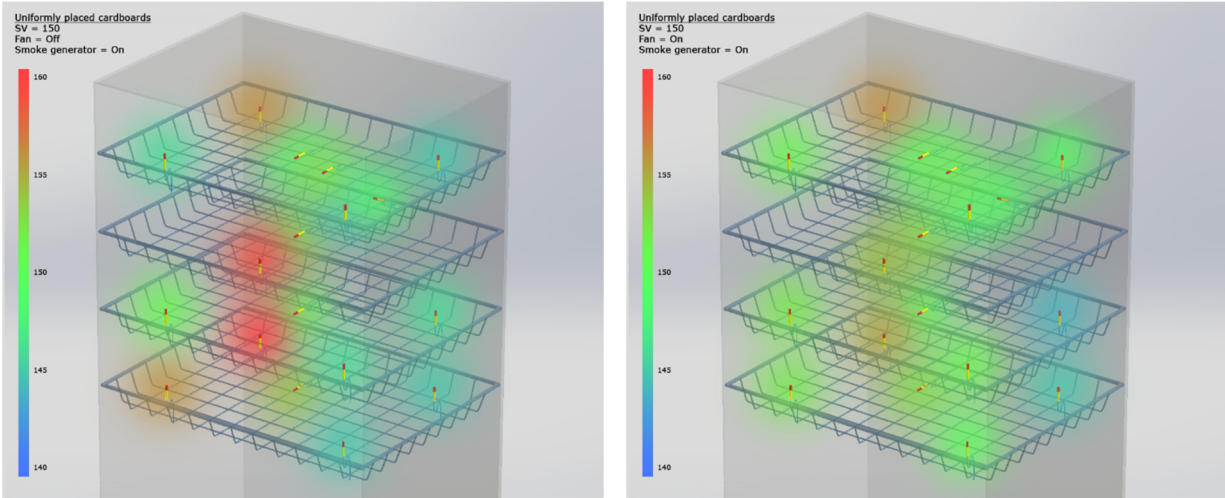 Uniformly placed cardboards
SV = 150
Fan = Off
Smoke generator = On
160
155
150
145
140
Uniformly placed cardboards
SV = 150
Fan = On
Smoke generator = On
160
155
150
145
140